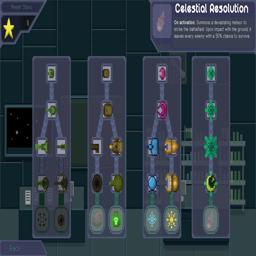 Celestial Resolution
On activation: Summons a devastating meteor to
strike the battlefield. Upon impact with the ground, it
leaves every enemy with a 50% chance to survive.
Back